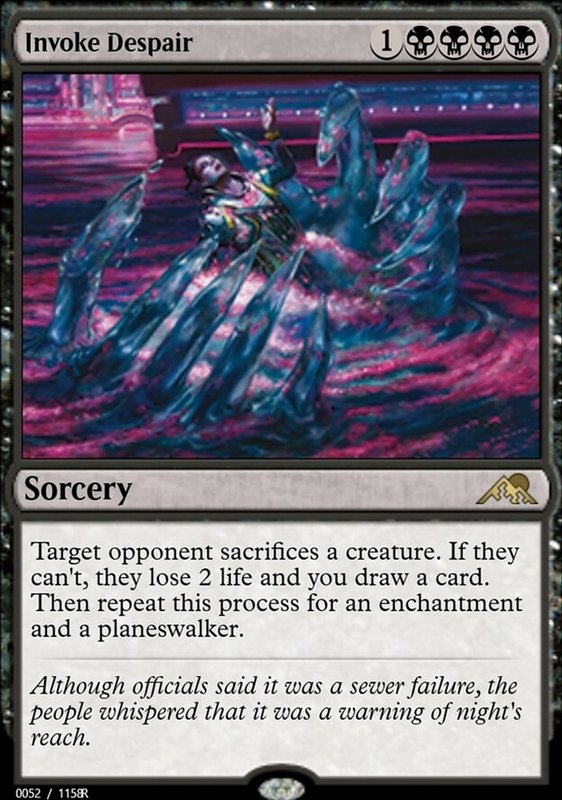 Invoke Despair 1
Sorcery
Target opponent sacrifices a creature. If they
can't, they lose 2 life and you draw a card.
Then repeat this process for an enchantment
and a planeswalker.
Although officials said it was a sewer failure, the
people whispered that it was a warning of night's
reach.
0052 / 1158R